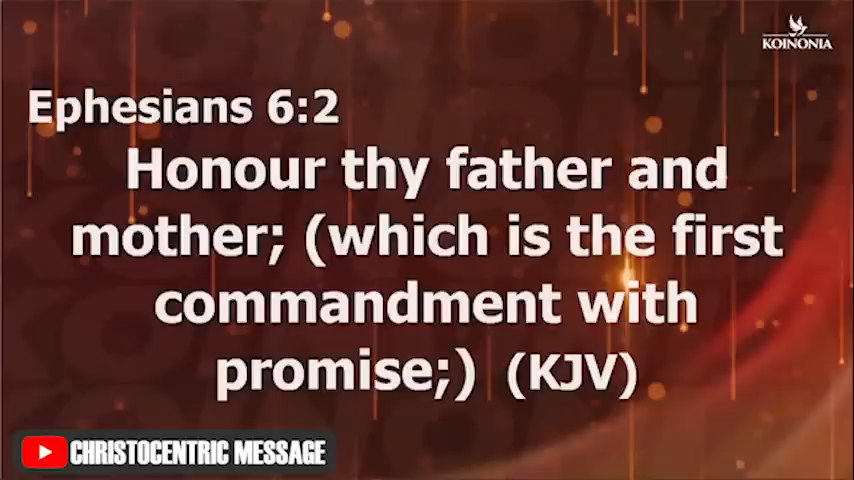 KOINONIA
Ephesians 6:2
Honour thy father and
mother; (which is the first
commandment with
promise;) (KJV)
CHRISTOCENTRIC MESSAGE